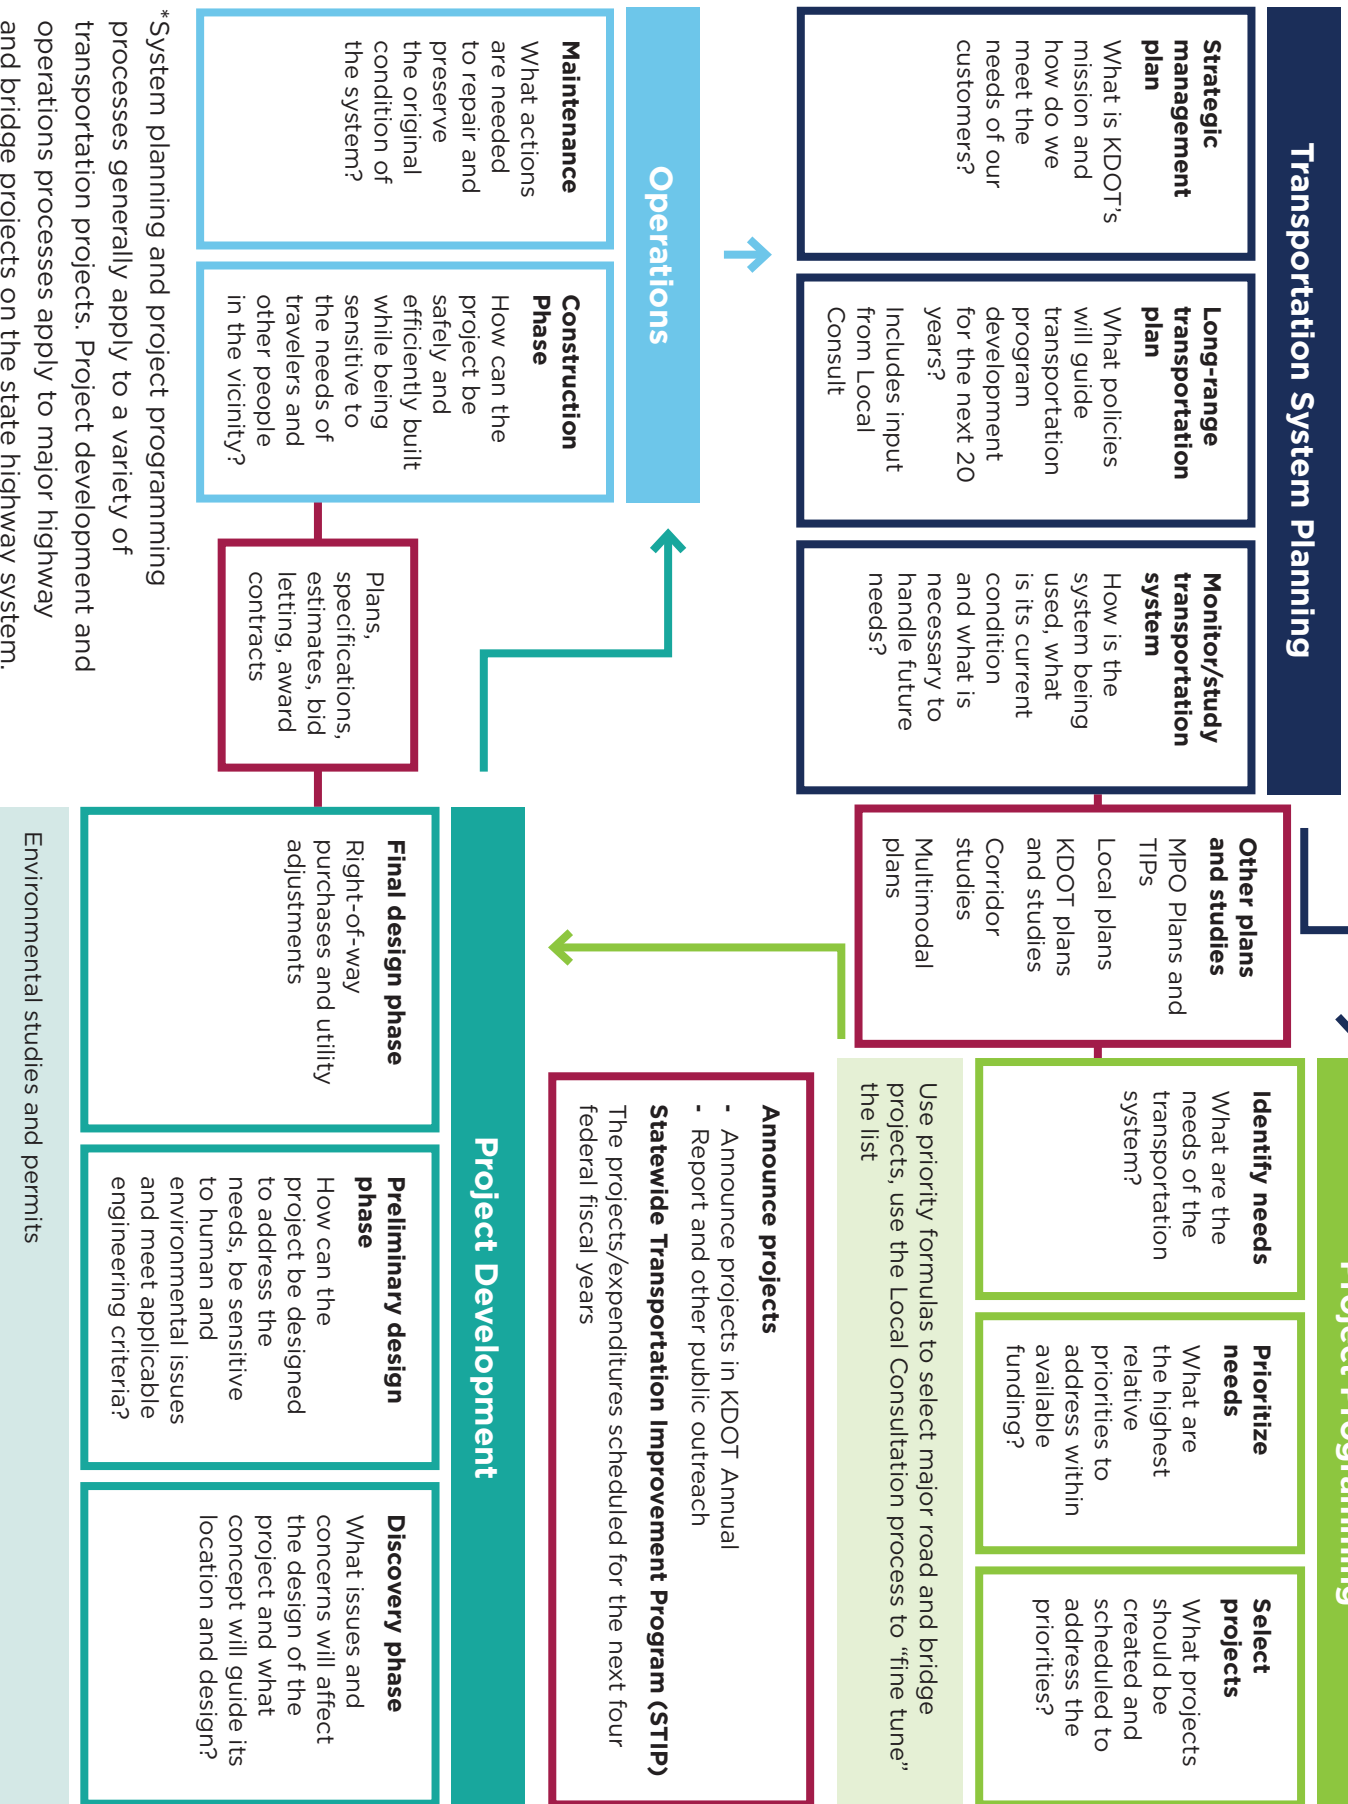 Transportation System Planning
Strategic
management
plan
What is KDOT’s
mission and
how do we
meet the
needs of our
customers?
Long-range
transportation
plan
What policies
will guide
transportation
program
development
for the next 20
years?
Includes input
from Local
Consult
Monitor/study
transportation
system
How is the
system being
used, what
is its current
condition
and what is
necessary to
handle future
needs?
Other plans
and studies
MPO Plans and
TIPs
Local plans
KDOT plans
and studies
Corridor
studies
Multimodal
plans
Project Programming
Identify needs
What are the
needs of the
transportation
system?
Prioritize
needs
What are
the highest
relative
priorities to
address within
available
funding?
Select
projects
What projects
should be
created and
scheduled to
address the
priorities?
Use priority formulas to select major road and bridge
projects, use the Local Consultation process to “fine tune”
the list
Announce projects
- Announce projects in KDOT Annual
- Report and other public outreach
Statewide Transportation Improvement Program (STIP)
The projects/expenditures scheduled for the next four
federal fiscal years
Operations
Maintenance
What actions
are needed
to repair and
preserve
the original
condition of
the system?
Construction
Phase
How can the
project be
safely and
efficiently built
while being
sensitive to
the needs of
travelers and
other people
in the vicinity?
Plans,
specifications,
estimates, bid
letting, award
contracts
Project Development
Final design phase
Right-of-way
purchases and utility
adjustments
Preliminary design
phase
How can the
project be designed
to address the
needs, be sensitive
to human and
environmental issues
and meet applicable
engineering criteria?
Discovery phase
What issues and
concerns will affect
the design of the
project and what
concept will guide its
location and design?
Environmental studies and permits
*System planning and project programming
processes generally apply to a variety of
transportation projects. Project development and
operations processes apply to major highway
and bridge projects on the state highway system.